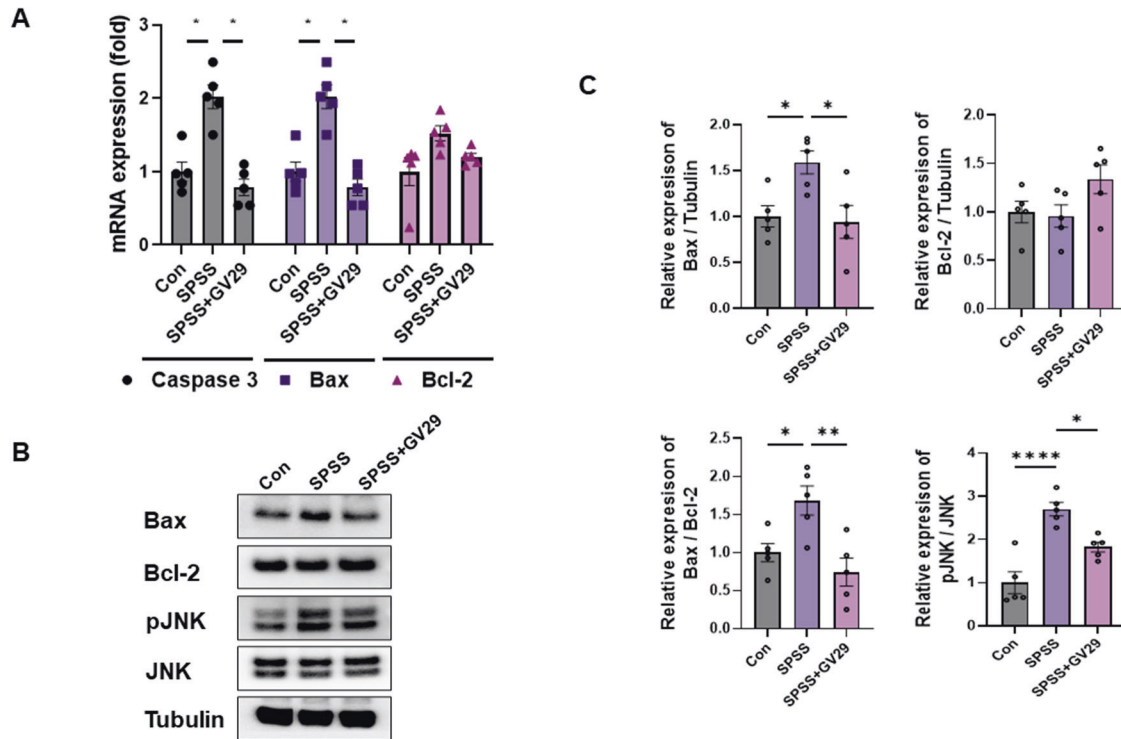 A
mRNA expression (fold)
3
2
1
0
* * * *
Con SPSS SPSS+GV29 Con SPSS SPSS+GV29 Con SPSS SPSS+GV29
Caspase 3 Bax Bcl-2
B
Con SPSS SPSS+GV29
Bax
Bcl-2
pJNK
JNK
Tubulin
C
Relative expresision of
Bax / Tubulin
2.0
1.5
1.0
0.5
0.0
* *
Con SPSS SPSS+GV29
Relative expresision of
Bcl-2 / Tubulin
2.0
1.5
1.0
0.5
0.0
Con SPSS SPSS+GV29
Relative expresision of
Bax / Bcl-2
2.5
2.0
1.5
1.0
0.5
0.0
* **
Con SPSS SPSS+GV29
Relative expresision of
pJNK / JNK
4
3
2
1
0
**** *
Con SPSS SPSS+GV29